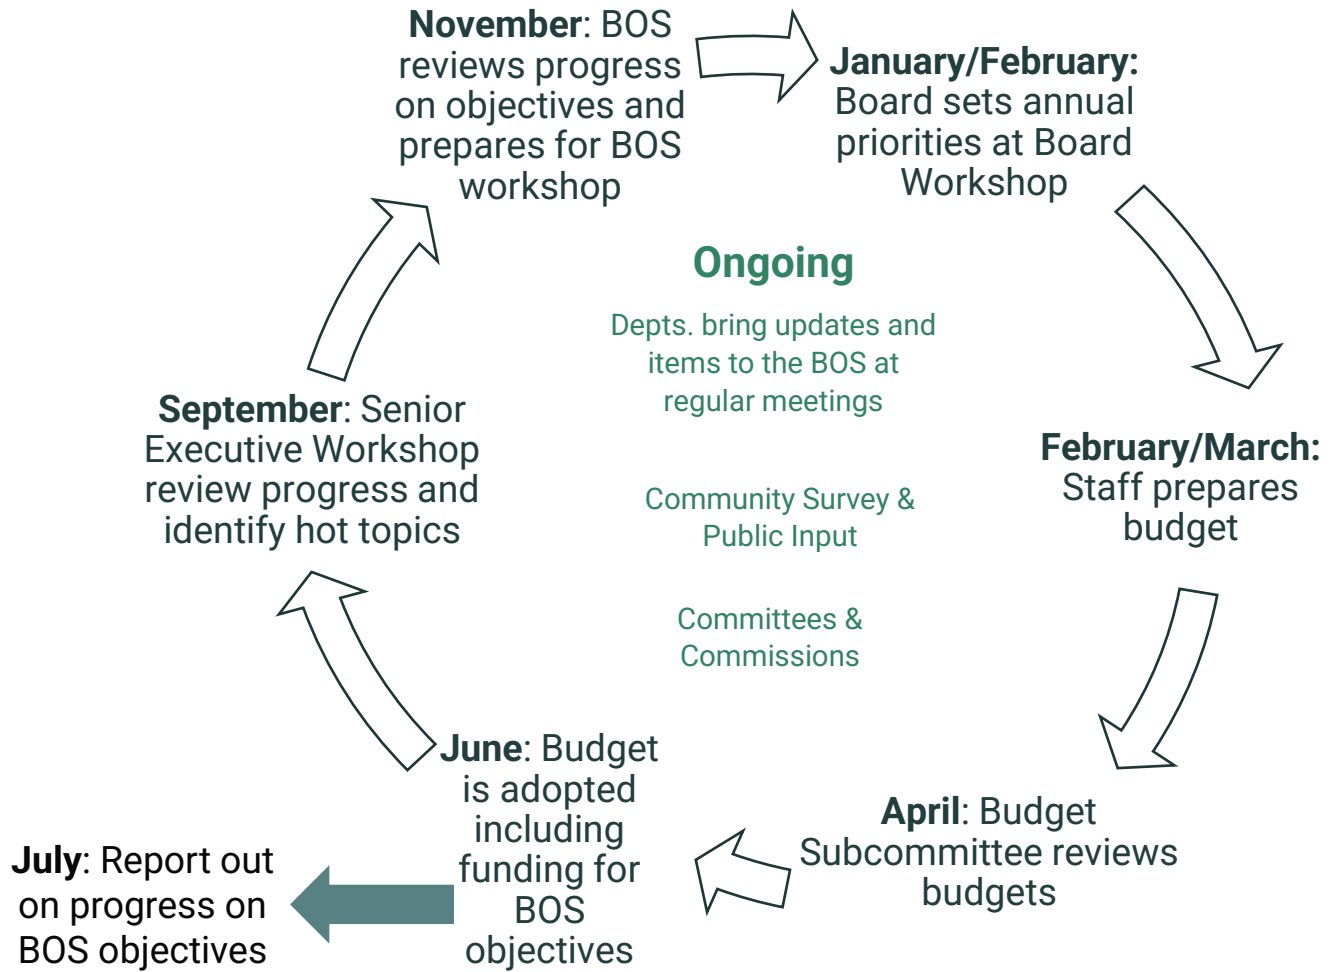 November: BOS
reviews progress
on objectives and
prepares for BOS
workshop
January/February:
Board sets annual
priorities at Board
Workshop
Ongoing
Depts. bring updates and
items to the BOS at
regular meetings
Community Survey &
Public Input
Committees &
Commissions
February/March:
Staff prepares
budget
April: Budget
Subcommittee reviews
budgets
June: Budget
is adopted
including
funding for
BOS
objectives
July: Report out
on progress on
BOS objectives
September: Senior
Executive Workshop
review progress and
identify hot topics